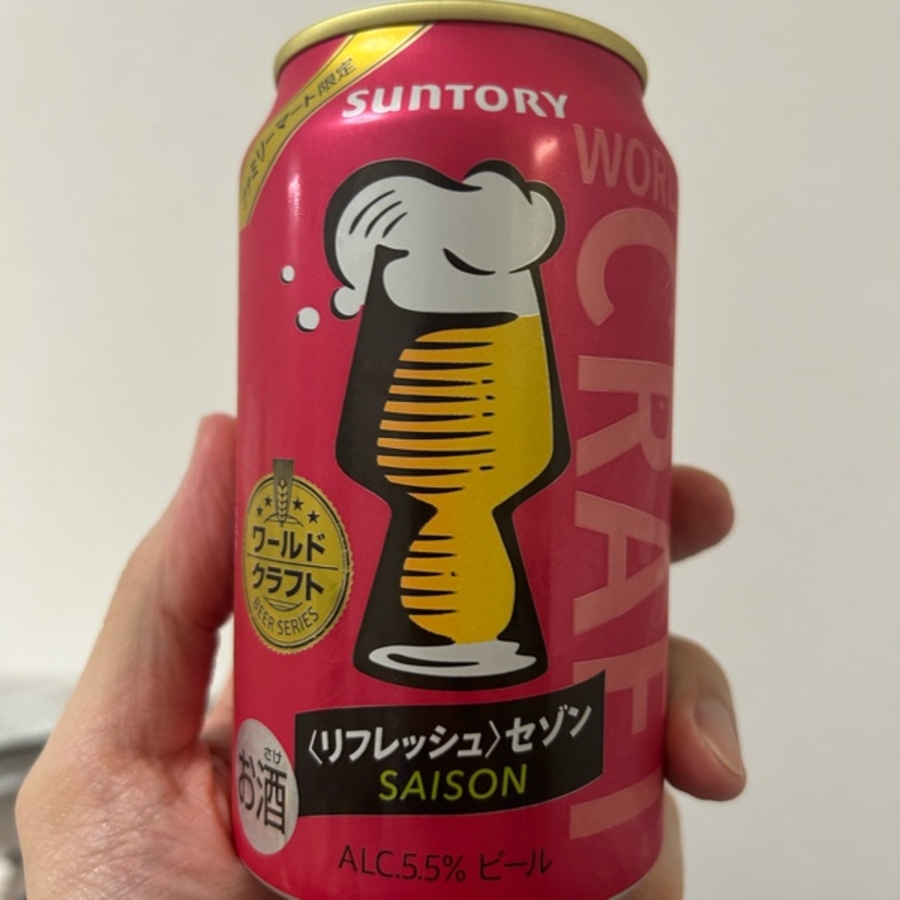 ファミリーマート限定
SUNTORY
WORL
CRAFT
ワールド
クラフト
BEER SERIES
〈リフレッシュ〉セゾン
SAISON
さけ
お酒
ALC.5.5% ビール